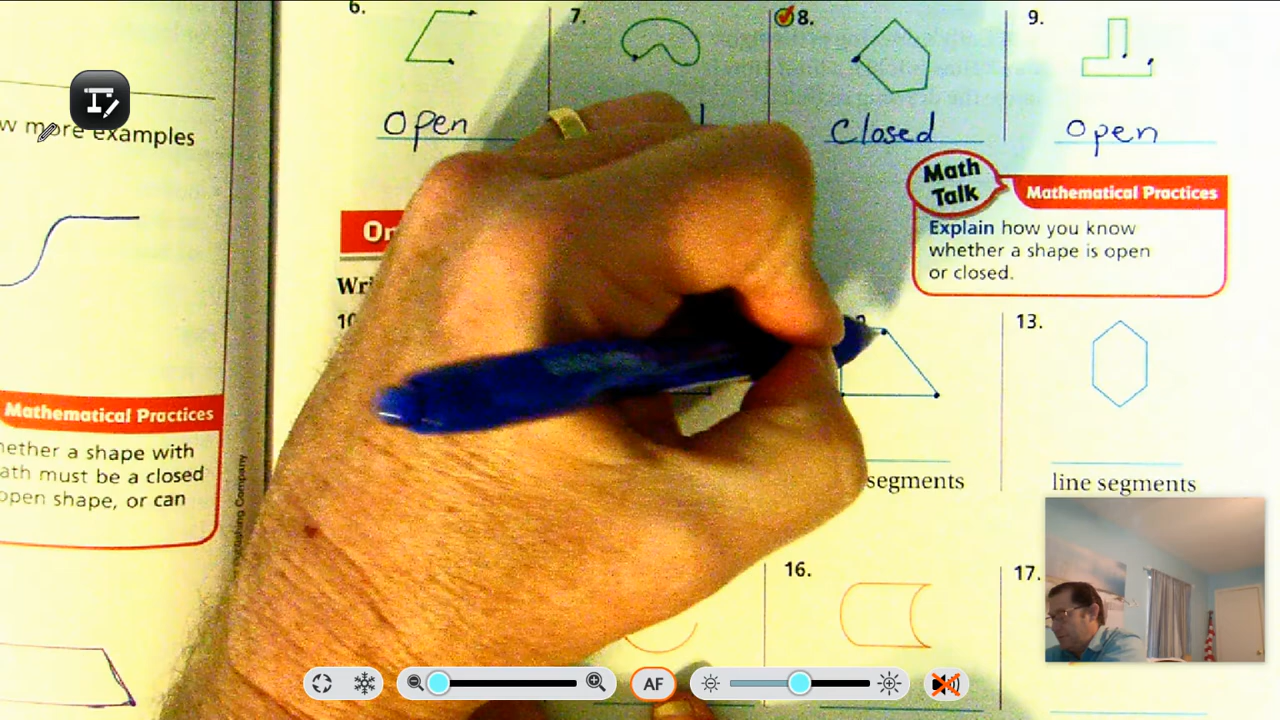 6.
7.
8.
9.
w more examples
Open
Closed
Open
Math
Talk
Mathematical Practices
Explain how you know
whether a shape is open
or closed.
13.
Mathematical Practices
hether a shape with
ath must be a closed
open shape, or can
segments
line segments
16.
17.
AF